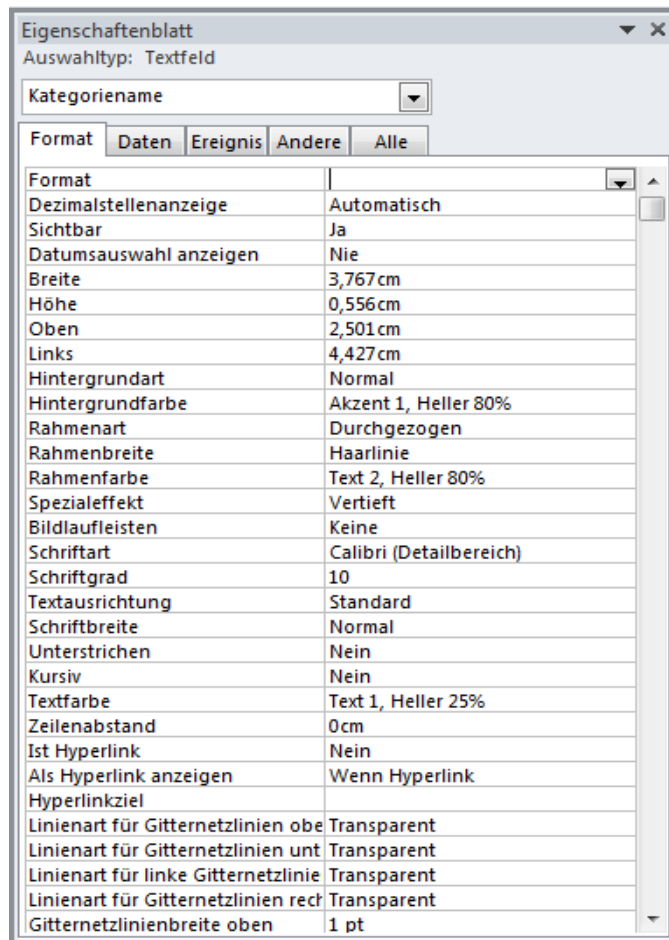 Eigenschaftenblatt
Auswahltyp: Textfeld
Kategoriename
Format Daten Ereignis Andere Alle
Format
Dezimalstellenanzeige Automatisch
Sichtbar Ja
Datumsauswahl anzeigen Nie
Breite 3,767cm
Höhe 0,556cm
Oben 2,501cm
Links 4,427cm
Hintergrundart Normal
Hintergrundfarbe Akzent 1, Heller 80%
Rahmenart Durchgezogen
Rahmenbreite Haarlinie
Rahmenfarbe Text 2, Heller 80%
Spezialeffekt Vertieft
Bildlaufleisten Keine
Schriftart Calibri (Detailbereich)
Schriftgrad 10
Textausrichtung Standard
Schriftbreite Normal
Unterstrichen Nein
Kursiv Nein
Textfarbe Text 1, Heller 25%
Zeilenabstand 0cm
Ist Hyperlink Nein
Als Hyperlink anzeigen Wenn Hyperlink
Hyperlinkziel
Linienart für Gitternetzlinien obe Transparent
Linienart für Gitternetzlinien unt Transparent
Linienart für linke Gitternetzlinie Transparent
Linienart für Gitternetzlinien rech Transparent
Gitternetzlinienbreite oben 1 pt